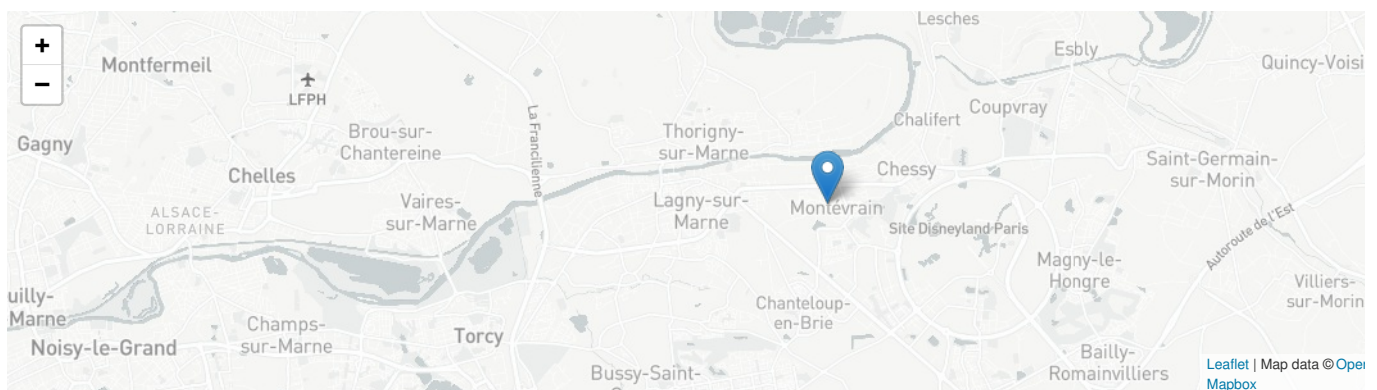 +
−
Lesches
Esbly
Quincy-Voisi
Montfermeil
LFPH
La Francilienne
Coupvray
Chalifert
Gagny
Brou-sur-
Chantereine
Thorigny-
sur-Marne
Chessy
Saint-Germain-
sur-Morin
Chelles
Vaires-
sur-Marne
Lagny-sur-
Marne
Montévrain
ALSACE-
LORRAINE
Site Disneyland Paris
Autoroute de l'Est
Magny-le-
Hongre
Villiers-
sur-Morin
uilly-
Marne
Chanteloup-
en-Brie
Champs-
sur-Marne
Torcy
Noisy-le-Grand
Bussy-Saint-
Bailly-
Romainvilliers
Leaflet | Map data © Oper
Mapbox